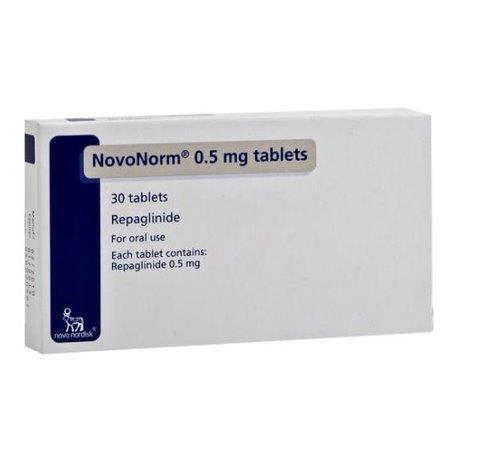 NovoNorm® 0.5 mg tablets
30 tablets
Repaglinide
For oral use
Each tablet contains:
Repaglinide 0.5 mg
novo nordisk®